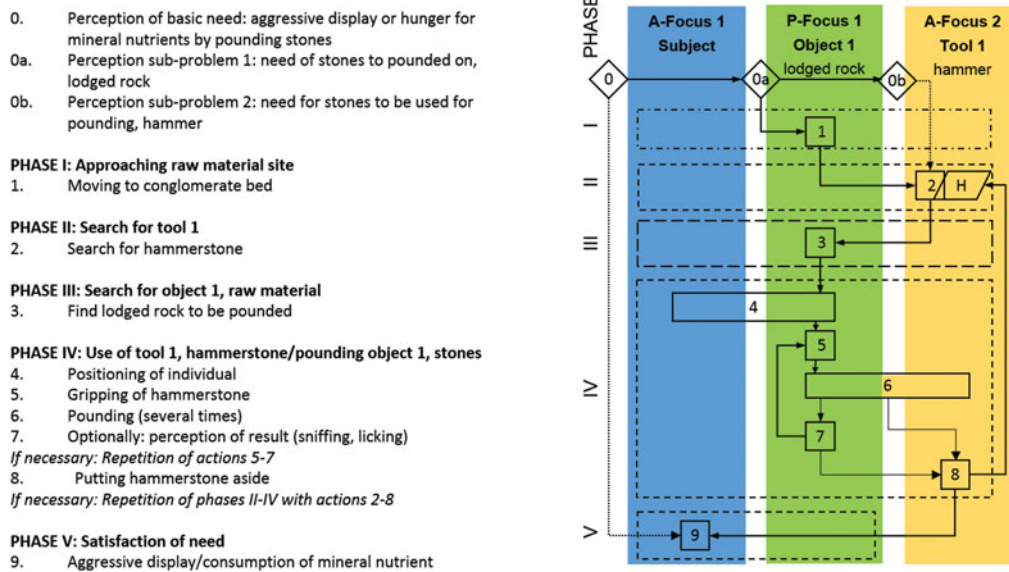 0. Perception of basic need: aggressive display or hunger for
mineral nutrients by pounding stones
0a. Perception sub-problem 1: need of stones to pounded on,
lodged rock
0b. Perception sub-problem 2: need for stones to be used for
pounding, hammer
PHASE I: Approaching raw material site
1. Moving to conglomerate bed
PHASE II: Search for tool 1
2. Search for hammerstone
PHASE III: Search for object 1, raw material
3. Find lodged rock to be pounded
PHASE IV: Use of tool 1, hammerstone/pounding object 1, stones
4. Positioning of individual
5. Gripping of hammerstone
6. Pounding (several times)
7. Optionally: perception of result (sniffing, licking)
If necessary: Repetition of actions 5-7
8. Putting hammerstone aside
If necessary: Repetition of phases II-IV with actions 2-8
PHASE V: Satisfaction of need
9. Aggressive display/consumption of mineral nutrient
PHASE
A-Focus 1
Subject
P-Focus 1
Object 1
lodged rock
A-Focus 2
Tool 1
hammer
0
0a
0b
I
1
II
2
H
III
3
4
5
IV
6
7
8
V
9